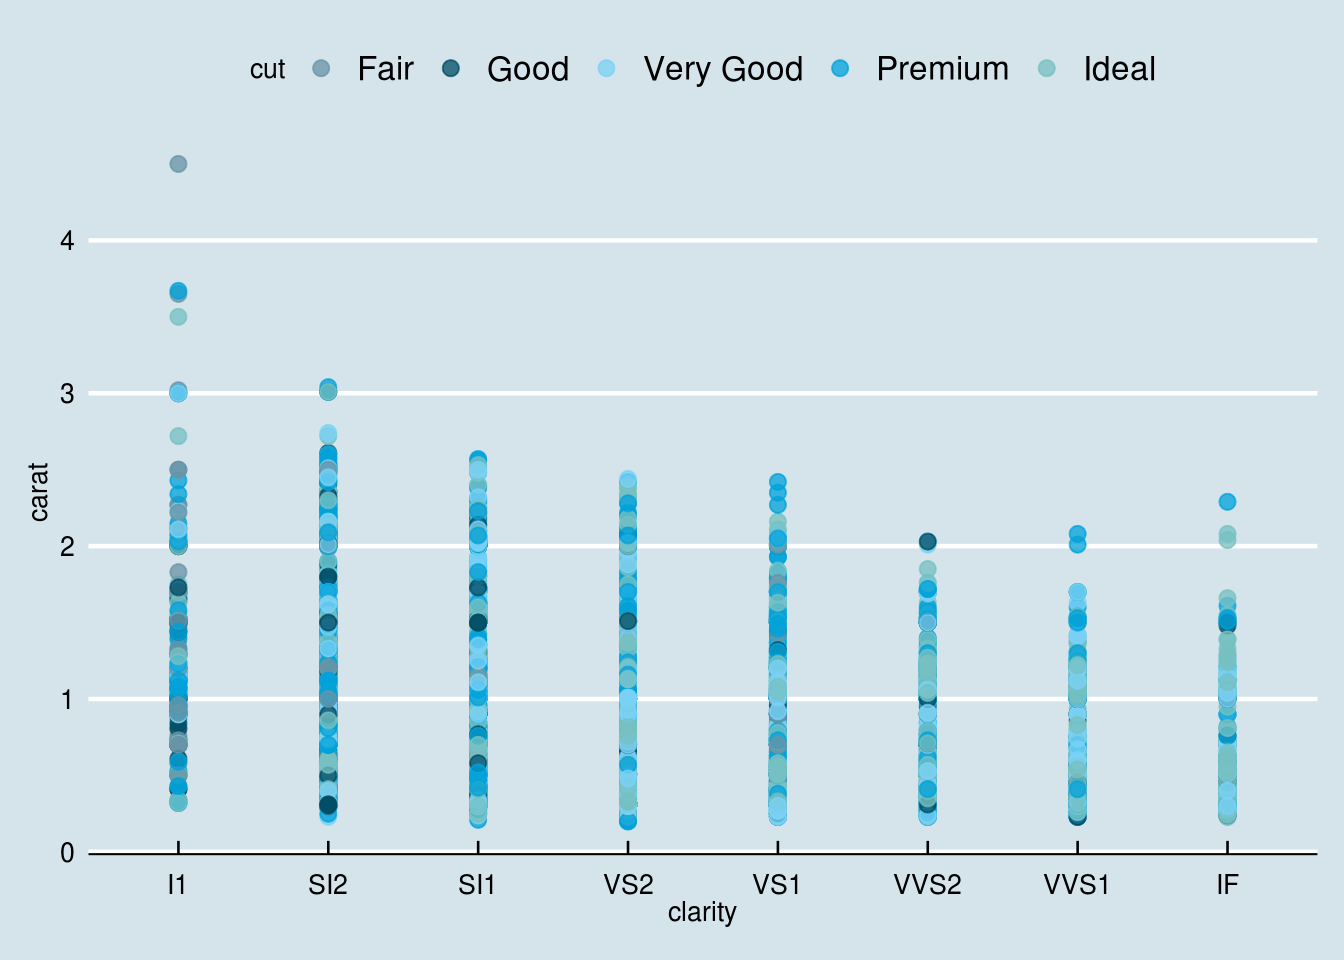 cut Fair Good Very Good Premium Ideal
4
3
2
1
0
carat
I1 SI2 SI1 VS2 VS1 VVS2 VVS1 IF
clarity